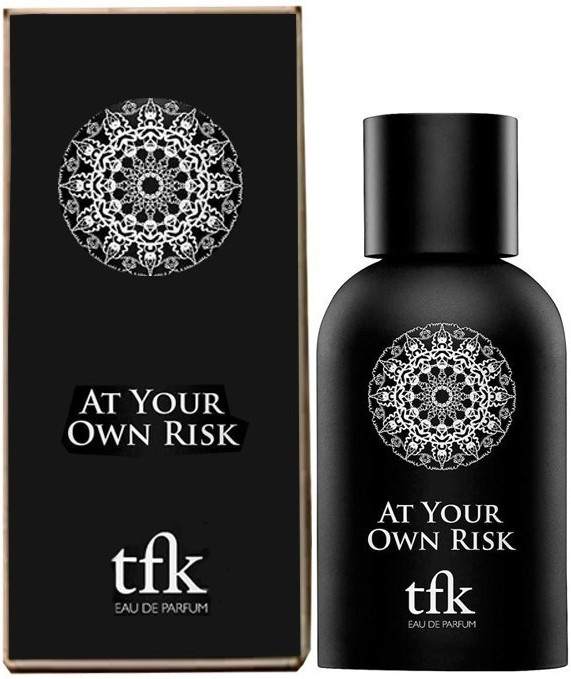 AT YOUR
OWN RISK
tfk
EAU DE PARFUM
AT YOUR
OWN RISK
tfk
EAU DE PARFUM